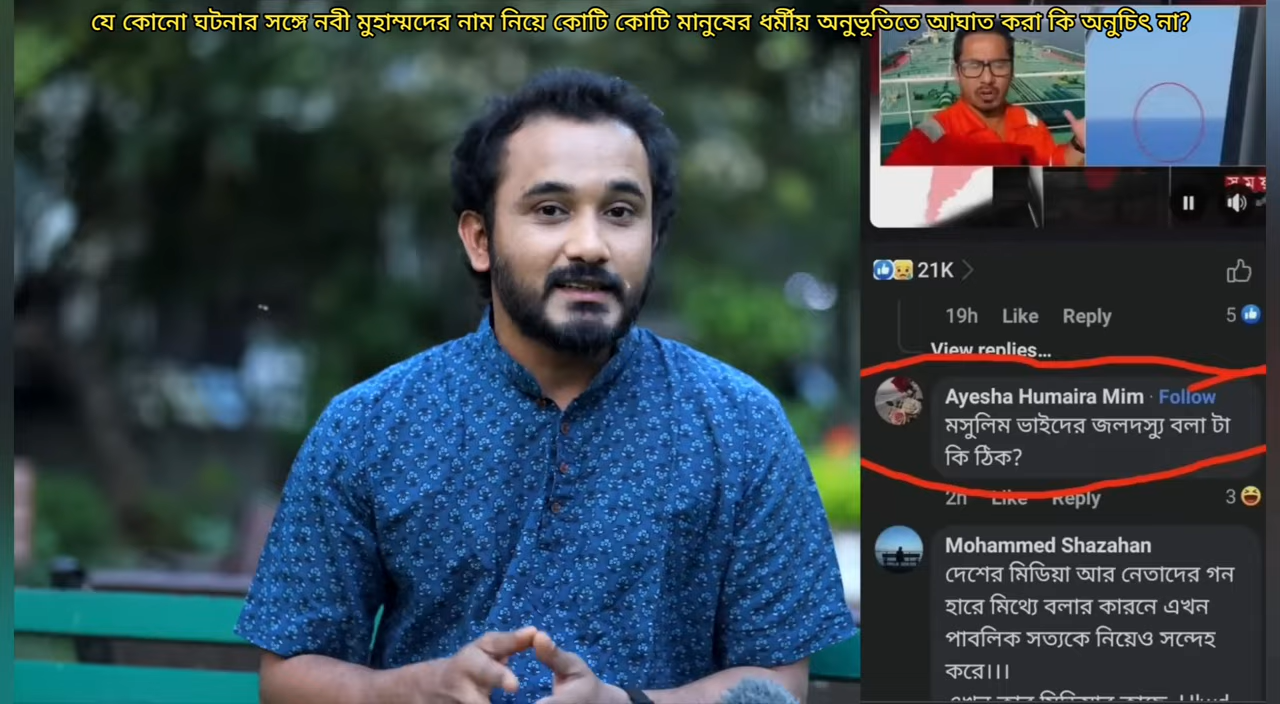 যে কোনো ঘটনার সঙ্গে নবী মুহাম্মদের নাম নিয়ে কোটি কোটি মানুষের ধর্মীয় অনুভূতিতে আঘাত করা কি অনুচিৎ না?
সময়
21K
19h Like Reply 5
View replies...
Ayesha Humaira Mim · Follow
মসুলিম ভাইদের জলদস্যু বলা টা
কি ঠিক?
2h Like Reply 3
Mohammed Shazahan
দেশের মিডিয়া আর নেতাদের গন
হারে মিথ্যে বলার কারনে এখন
পাবলিক সত্যকে নিয়েও সন্দেহ
করে।।।